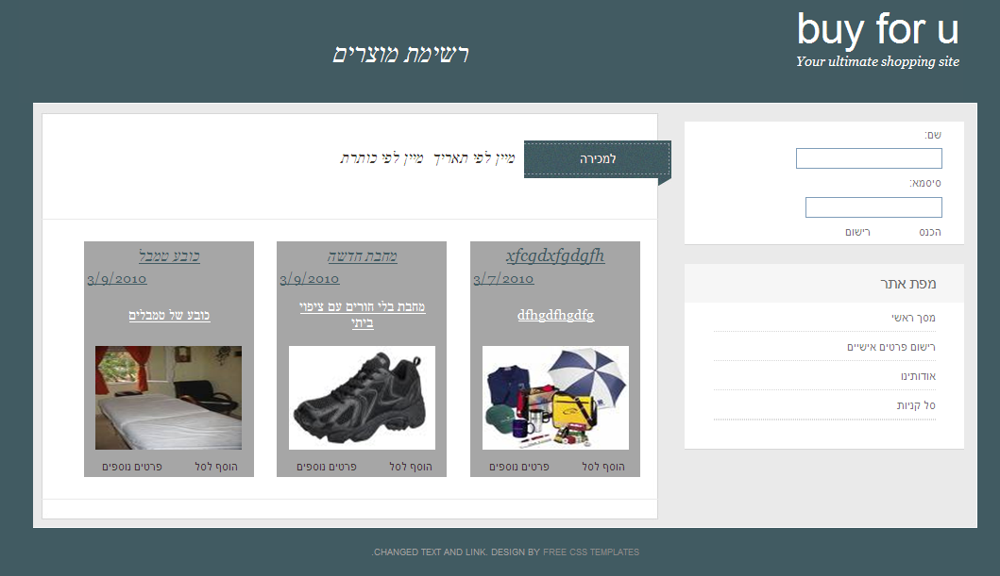 buy for u
Your ultimate shopping site
רשימת מוצרים
שם:
סיסמא:
הכנס
רישום
מפת אתר
מסך ראשי
רישום פרטים אישיים
אודותינו
סל קניות
למכירה
מיין לפי תאריך מיין לפי כותרת
xfcgdxfgdgfh
3/7/2010
dfhgdfhgdfg
הוסף לסל
פרטים נוספים
מחבת חדשה
3/9/2010
מחבת בלי חורים עם ציפוי
ביתי
הוסף לסל
פרטים נוספים
כובע טמבל
3/9/2010
כובע של טמבלים
הוסף לסל
פרטים נוספים
.CHANGED TEXT AND LINK. DESIGN BY FREE CSS TEMPLATES